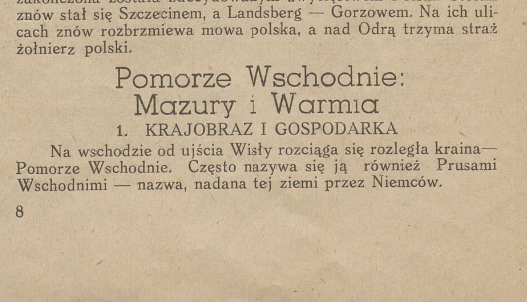 znów stał się Szczecinem, a Landsberg — Gorzowem. Na ich uli-
cach znów rozbrzmiewa mowa polska, a nad Odrą trzyma straż
żołnierz polski.
Pomorze Wschodnie:
Mazury i Warmia
1. KRAJOBRAZ I GOSPODARKA
Na wschodzie od ujścia Wisły rozciąga się rozległa kraina—
Pomorze Wschodnie. Często nazywa się ją również Prusami
Wschodnimi — nazwa, nadana tej ziemi przez Niemców.
8